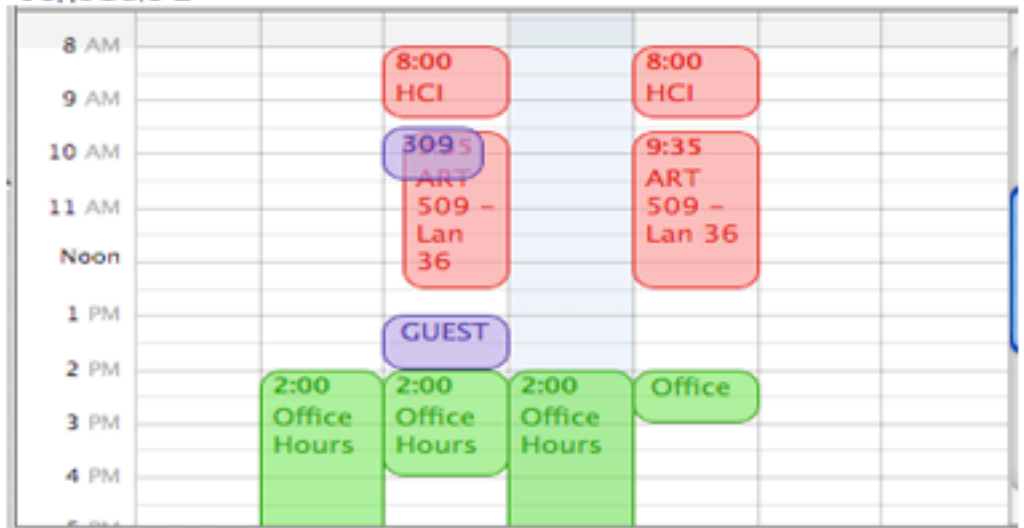 8 AM
9 AM
10 AM
11 AM
Noon
1 PM
2 PM
3 PM
4 PM
8:00
HCI
309
ART
509 –
Lan
36
GUEST
8:00
HCI
9:35
ART
509 –
Lan 36
2:00
Office
Hours
2:00
Office
Hours
2:00
Office
Hours
Office